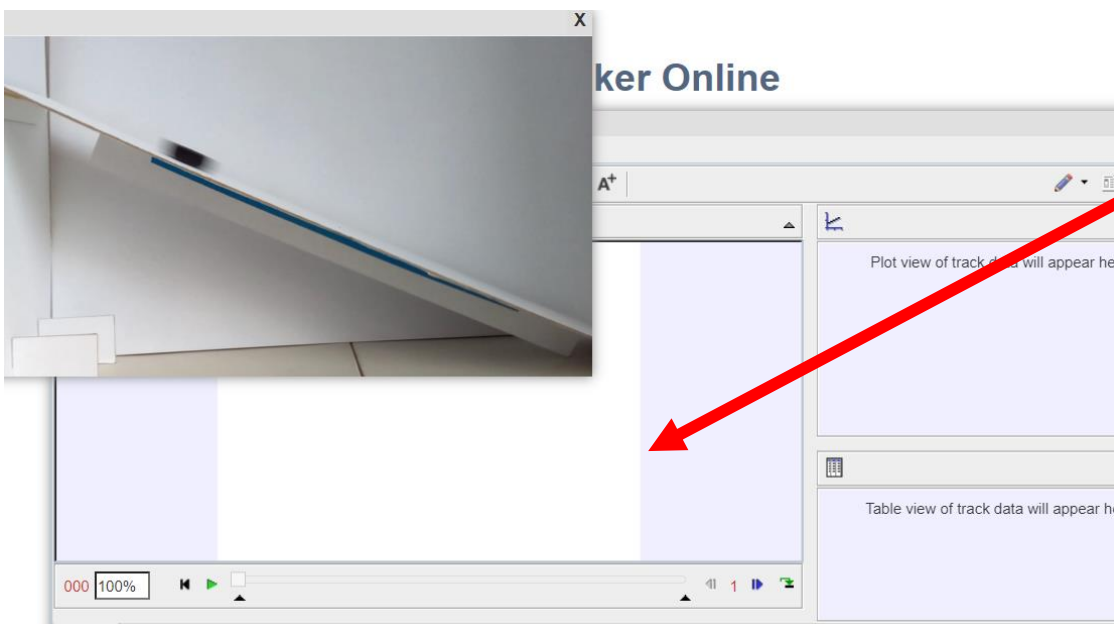 X
ker Online
A+
Plot view of track data will appear he
Table view of track data will appear h
000 100% 1